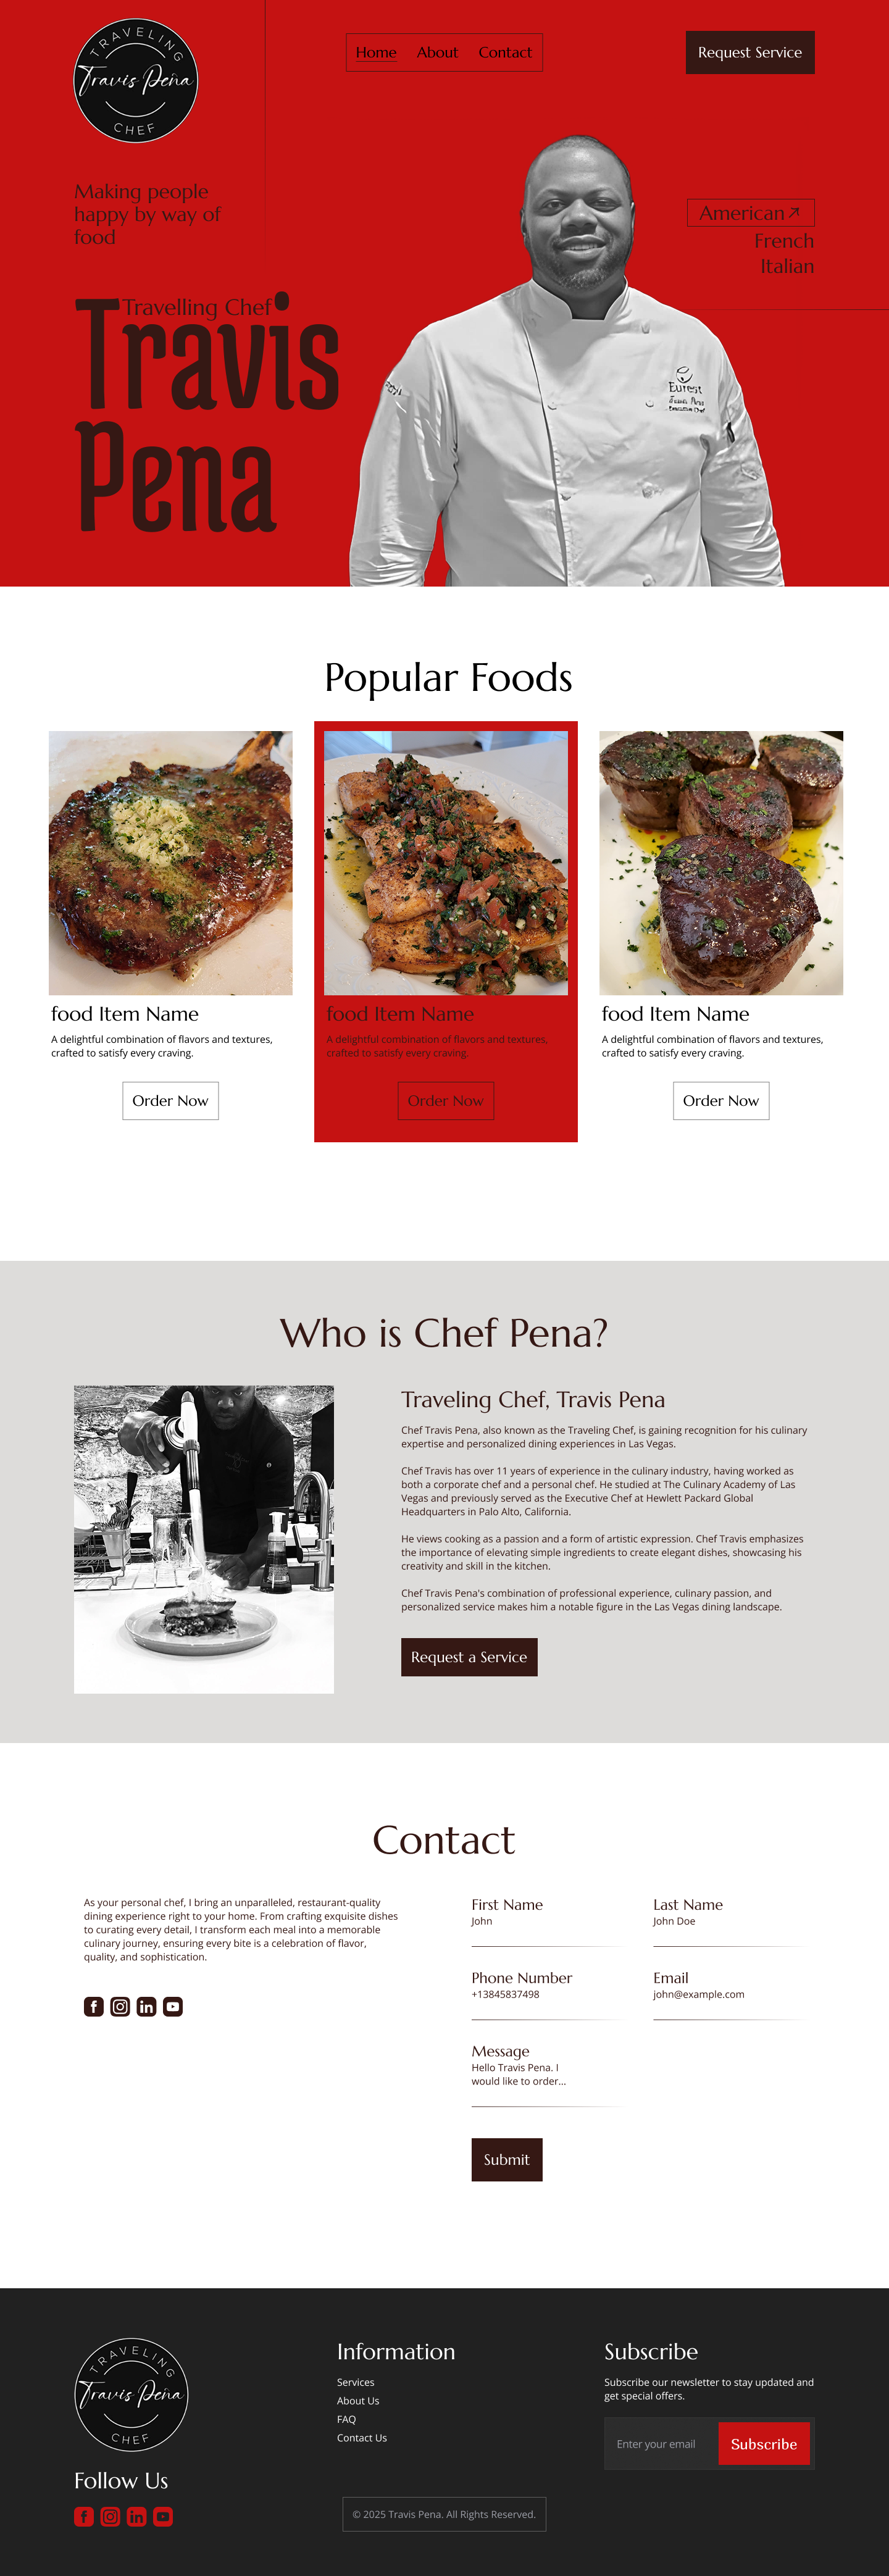 TRAVELING
Travis Peña
CHEF
Home About Contact
Request Service
Making people
happy by way of
food
American
French
Italian
Travelling Chef
Travis
Pena
Eurest
Executive Chef
Popular Foods
food Item Name
A delightful combination of flavors and textures,
crafted to satisfy every craving.
Order Now
food Item Name
A delightful combination of flavors and textures,
crafted to satisfy every craving.
Order Now
food Item Name
A delightful combination of flavors and textures,
crafted to satisfy every craving.
Order Now
Who is Chef Pena?
Traveling Chef, Travis Pena
Chef Travis Pena, also known as the Traveling Chef, is gaining recognition for his culinary
expertise and personalized dining experiences in Las Vegas.
Chef Travis has over 11 years of experience in the culinary industry, having worked as
both a corporate chef and a personal chef. He studied at The Culinary Academy of Las
Vegas and previously served as the Executive Chef at Hewlett Packard Global
Headquarters in Palo Alto, California.
He views cooking as a passion and a form of artistic expression. Chef Travis emphasizes
the importance of elevating simple ingredients to create elegant dishes, showcasing his
creativity and skill in the kitchen.
Chef Travis Pena's combination of professional experience, culinary passion, and
personalized service makes him a notable figure in the Las Vegas dining landscape.
Request a Service
Contact
As your personal chef, I bring an unparalleled, restaurant-quality
dining experience right to your home. From crafting exquisite dishes
to curating every detail, I transform each meal into a memorable
culinary journey, ensuring every bite is a celebration of flavor,
quality, and sophistication.
First Name
John
Last Name
John Doe
Phone Number
+13845837498
Email
john@example.com
Message
Hello Travis Pena. I
would like to order...
Submit
TRAVELING
Travis Peña
CHEF
Follow Us
Information
Services
About Us
FAQ
Contact Us
Subscribe
Subscribe our newsletter to stay updated and
get special offers.
Enter your email
Subscribe
© 2025 Travis Pena. All Rights Reserved.